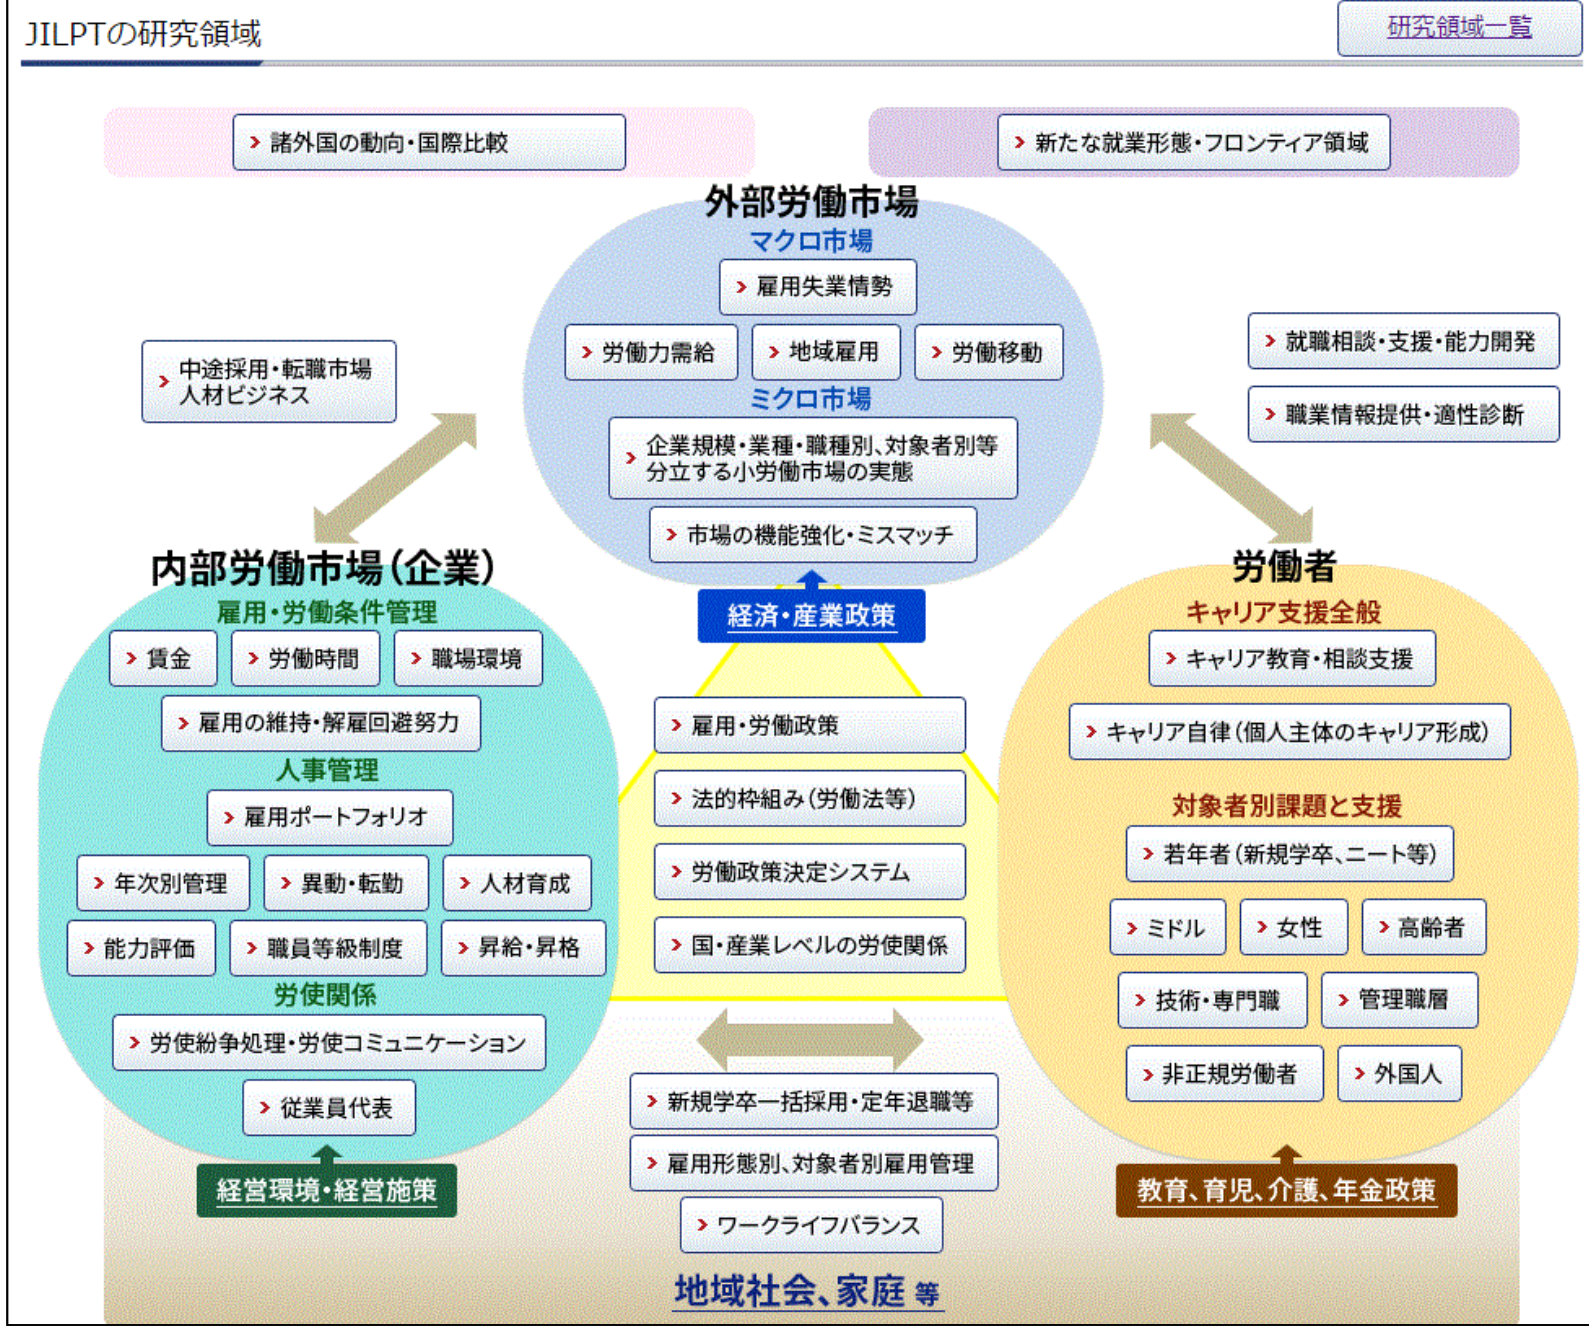 JILPTの研究領域
研究領域一覧
諸外国の動向・国際比較
新たな就業形態・フロンティア領域
外部労働市場
マクロ市場
雇用失業情勢
労働力需給
地域雇用
労働移動
ミクロ市場
企業規模・業種・職種別、対象者別等
分立する小労働市場の実態
市場の機能強化・ミスマッチ
経済・産業政策
中途採用・転職市場
人材ビジネス
就職相談・支援・能力開発
職業情報提供・適性診断
内部労働市場(企業)
雇用・労働条件管理
賃金
労働時間
職場環境
雇用の維持・解雇回避努力
人事管理
雇用ポートフォリオ
年次別管理
異動・転勤
人材育成
能力評価
職員等級制度
昇給・昇格
労使関係
労使紛争処理・労使コミュニケーション
従業員代表
経営環境・経営施策
雇用・労働政策
法的枠組み(労働法等)
労働政策決定システム
国・産業レベルの労使関係
労働者
キャリア支援全般
キャリア教育・相談支援
キャリア自律(個人主体のキャリア形成)
対象者別課題と支援
若年者(新規学卒、ニート等)
ミドル
女性
高齢者
技術・専門職
管理職層
非正規労働者
外国人
教育、育児、介護、年金政策
新規学卒一括採用・定年退職等
雇用形態別、対象者別雇用管理
ワークライフバランス
地域社会、家庭 等